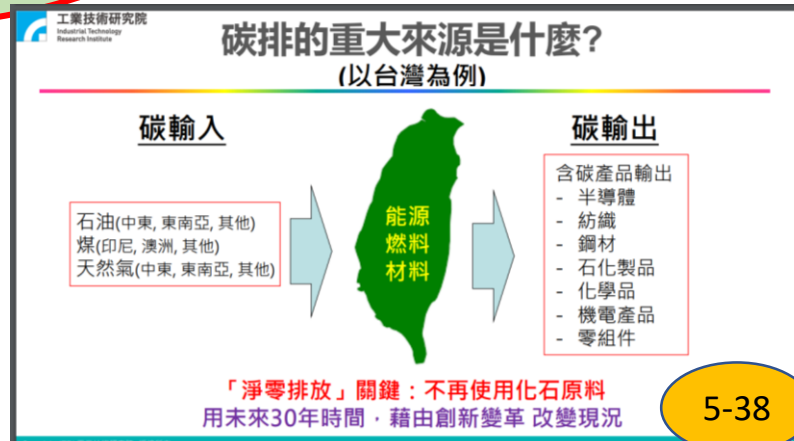 工業技術研究院
Industrial Technology
Research Institute
碳排的重大來源是什麼?
(以台灣為例)
碳輸入
碳輸出
石油(中東, 東南亞, 其他)
煤(印尼, 澳洲, 其他)
天然氣(中東, 東南亞, 其他)
能源
燃料
材料
含碳產品輸出
- 半導體
- 紡織
- 鋼材
- 石化製品
- 化學品
- 機電產品
- 零組件
「淨零排放」關鍵：不再使用化石原料
用未來30年時間，藉由創新變革 改變現況
5-38